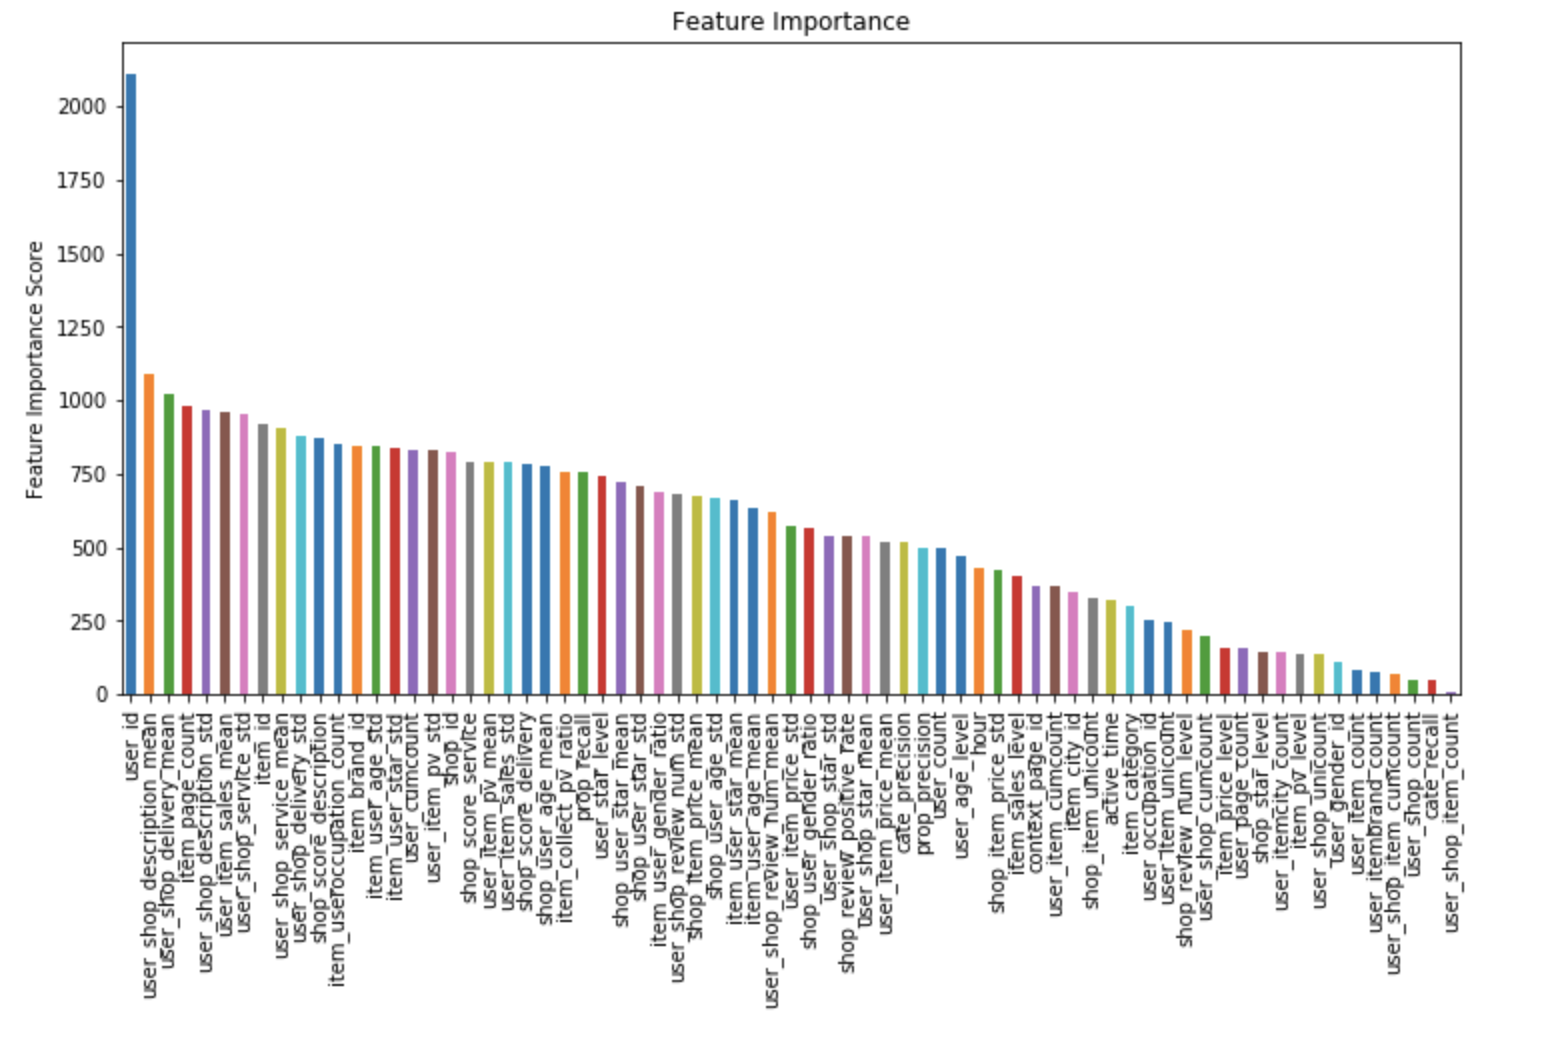 Feature Importance
Feature Importance Score
2000
1750
1500
1250
1000
750
500
250
0
user_id
user_shop_description_mean
user_shop_delivery_mean
item_page_count
user_shop_description_std
user_item_sales_mean
user_shop_service_std
item_id
user_shop_service_mean
user_shop_delivery_std
shop_score_description
item_useroccupation_count
item_brand_id
item_user_age_std
item_user_star_std
user_cumcount
user_item_pv_std
shop_id
shop_score_service
user_item_pv_mean
user_item_sales_std
shop_score_delivery
shop_user_age_mean
item_collect_pv_ratio
prop_recall
user_star_level
shop_user_star_mean
shop_user_star_std
item_user_gender_ratio
user_shop_review_num_std
shop_item_price_mean
shop_user_age_std
item_user_star_mean
item_user_age_mean
user_shop_review_num_mean
user_item_price_std
shop_user_gender_ratio
user_shop_star_std
shop_review_positive_rate
user_shop_star_mean
user_item_price_mean
cate_precision
prop_precision
user_count
user_age_level
_hour
shop_item_price_std
item_sales_level
context_page_id
user_item_cumcount
item_city_id
shop_item_unicount
active_time
item_category
user_occupation_id
user_item_unicount
shop_review_num_level
user_shop_cumcount
item_price_level
user_page_count
shop_star_level
user_itemcity_count
item_pv_level
user_shop_unicount
user_gender_id
user_item_count
user_itembrand_count
user_shop_item_cumicount
user_shop_count
cate_recall
user_shop_item_count